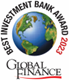 BEST INVESTMENT BANK AWARD 2023
GLOBAL
FINANCE